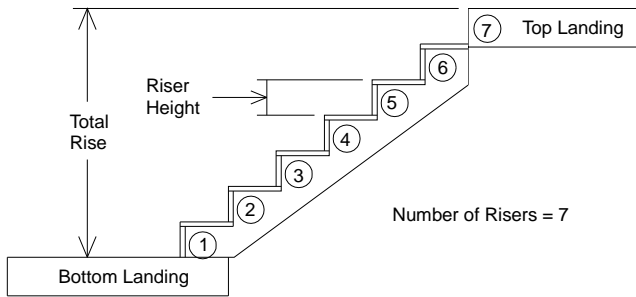 7
Top Landing
6
Riser
Height
5
Total
Rise
4
3
2
Number of Risers = 7
1
Bottom Landing